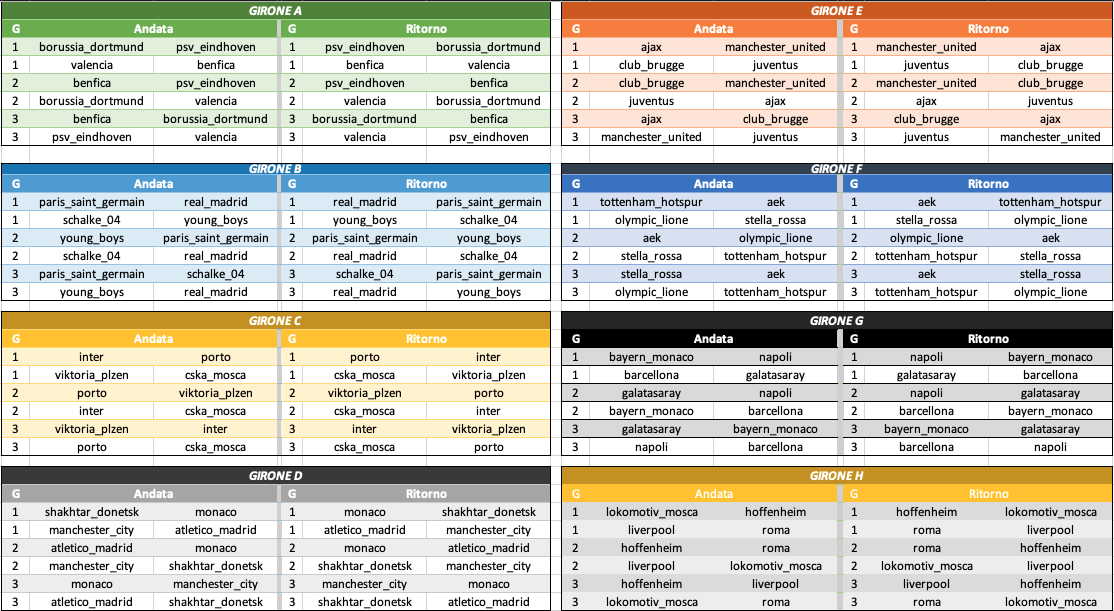 GIRONE A
G Andata G Ritorno
1 borussia_dortmund psv_eindhoven 1 psv_eindhoven borussia_dortmund
1 valencia benfica 1 benfica valencia
2 benfica psv_eindhoven 2 psv_eindhoven benfica
2 borussia_dortmund valencia 2 valencia borussia_dortmund
3 benfica borussia_dortmund 3 borussia_dortmund benfica
3 psv_eindhoven valencia 3 valencia psv_eindhoven
GIRONE E
G Andata G Ritorno
1 ajax manchester_united 1 manchester_united ajax
1 club_brugge juventus 1 juventus club_brugge
2 club_brugge manchester_united 2 manchester_united club_brugge
2 juventus ajax 2 ajax juventus
3 ajax club_brugge 3 club_brugge ajax
3 manchester_united juventus 3 juventus manchester_united
GIRONE B
G Andata G Ritorno
1 paris_saint_germain real_madrid 1 real_madrid paris_saint_germain
1 schalke_04 young_boys 1 young_boys schalke_04
2 young_boys paris_saint_germain 2 paris_saint_germain young_boys
2 schalke_04 real_madrid 2 real_madrid schalke_04
3 paris_saint_germain schalke_04 3 schalke_04 paris_saint_germain
3 young_boys real_madrid 3 real_madrid young_boys
GIRONE F
G Andata G Ritorno
1 tottenham_hotspur aek 1 aek tottenham_hotspur
1 olympic_lione stella_rossa 1 stella_rossa olympic_lione
2 aek olympic_lione 2 olympic_lione aek
2 stella_rossa tottenham_hotspur 2 tottenham_hotspur stella_rossa
3 stella_rossa aek 3 aek stella_rossa
3 olympic_lione tottenham_hotspur 3 tottenham_hotspur olympic_lione
GIRONE C
G Andata G Ritorno
1 inter porto 1 porto inter
1 viktoria_plzen cska_mosca 1 cska_mosca viktoria_plzen
2 porto viktoria_plzen 2 viktoria_plzen porto
2 inter cska_mosca 2 cska_mosca inter
3 viktoria_plzen inter 3 inter viktoria_plzen
3 porto cska_mosca 3 cska_mosca porto
GIRONE G
G Andata G Ritorno
1 bayern_monaco napoli 1 napoli bayern_monaco
1 barcellona galatasaray 1 galatasaray barcellona
2 galatasaray napoli 2 napoli galatasaray
2 bayern_monaco barcellona 2 barcellona bayern_monaco
3 galatasaray bayern_monaco 3 bayern_monaco galatasaray
3 napoli barcellona 3 barcellona napoli
GIRONE D
G Andata G Ritorno
1 shakhtar_donetsk monaco 1 monaco shakhtar_donetsk
1 manchester_city atletico_madrid 1 atletico_madrid manchester_city
2 atletico_madrid monaco 2 monaco atletico_madrid
2 manchester_city shakhtar_donetsk 2 shakhtar_donetsk manchester_city
3 monaco manchester_city 3 manchester_city monaco
3 atletico_madrid shakhtar_donetsk 3 shakhtar_donetsk atletico_madrid
GIRONE H
G Andata G Ritorno
1 lokomotiv_mosca hoffenheim 1 hoffenheim lokomotiv_mosca
1 liverpool roma 1 roma liverpool
2 hoffenheim roma 2 roma hoffenheim
2 liverpool lokomotiv_mosca 2 lokomotiv_mosca liverpool
3 hoffenheim liverpool 3 liverpool hoffenheim
3 lokomotiv_mosca roma 3 roma lokomotiv_mosca